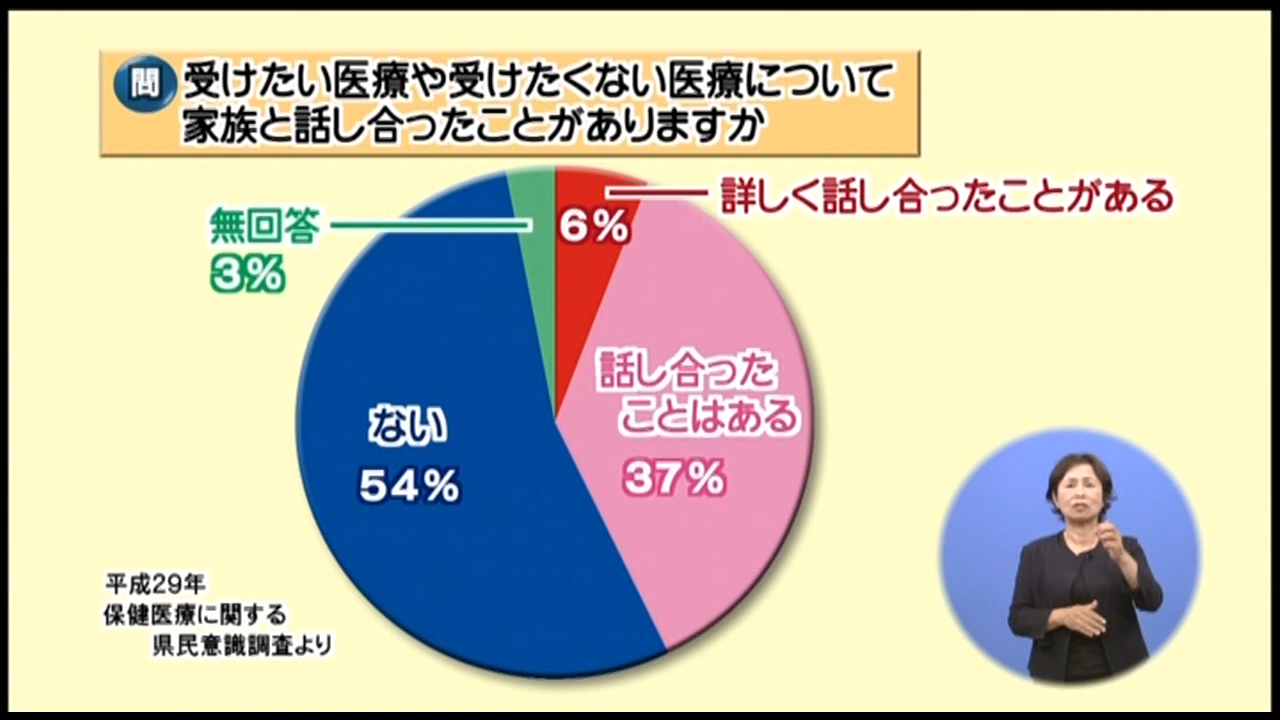 問 受けたい医療や受けたくない医療について
家族と話し合ったことがありますか
詳しく話し合ったことがある
6%
無回答
3%
話し合った
ことはある
37%
ない
54%
平成29年
保健医療に関する
県民意識調査より